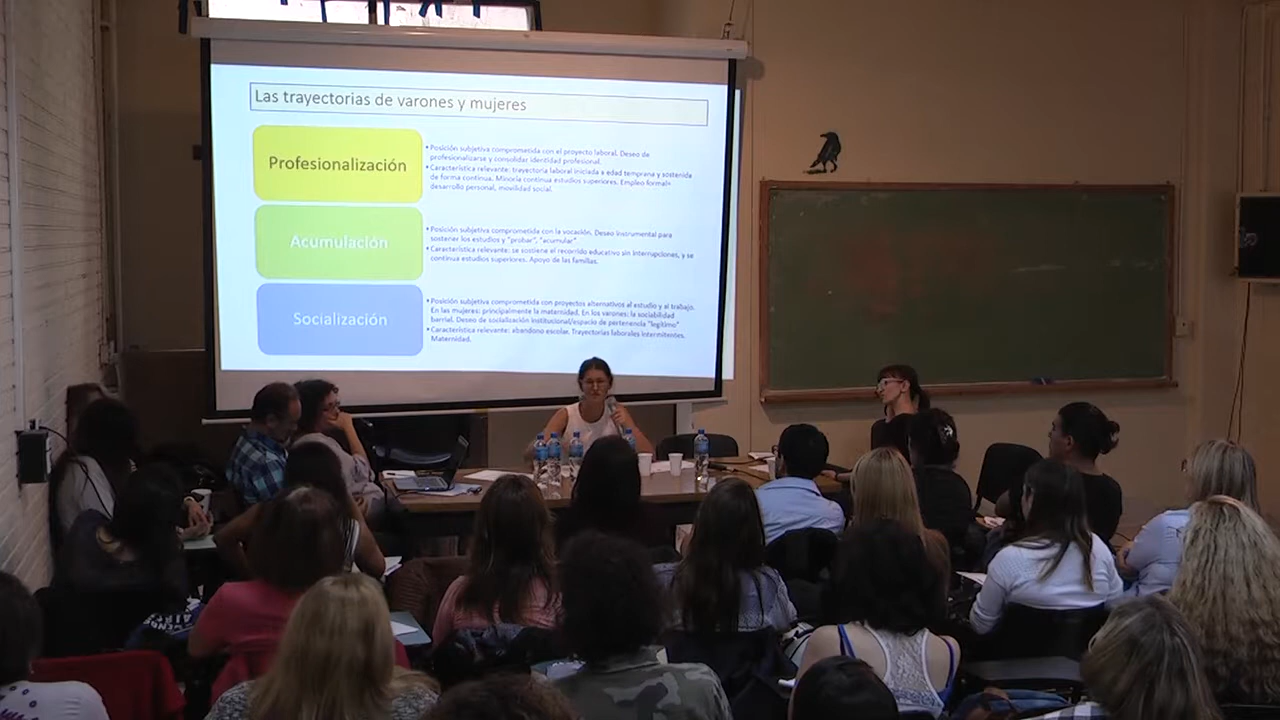 Las trayectorias de varones y mujeres
Profesionalización
• Posición subjetiva comprometida con el proyecto laboral. Deseo de
profesionalizarse y consolidar identidad profesional.
• Característica relevante: trayectoria laboral iniciada a edad temprana y sostenida
de forma continua. Minoría continua estudios superiores. Empleo formal=
desarrollo personal, movilidad social.
Acumulación
• Posición subjetiva comprometida con la vocación. Deseo instrumental para
sostener los estudios y "probar", "acumular"
• Característica relevante: se sostiene el recorrido educativo sin interrupciones, y se
continua estudios superiores. Apoyo de las familias.
Socialización
• Posición subjetiva comprometida con proyectos alternativos al estudio y al trabajo.
En las mujeres: principalmente la maternidad. En los varones: la sociabilidad
barrial. Deseo de socialización institucional/espacio de pertenencia "legítimo"
• Característica relevante: abandono escolar. Trayectorias laborales intermitentes.
Maternidad.